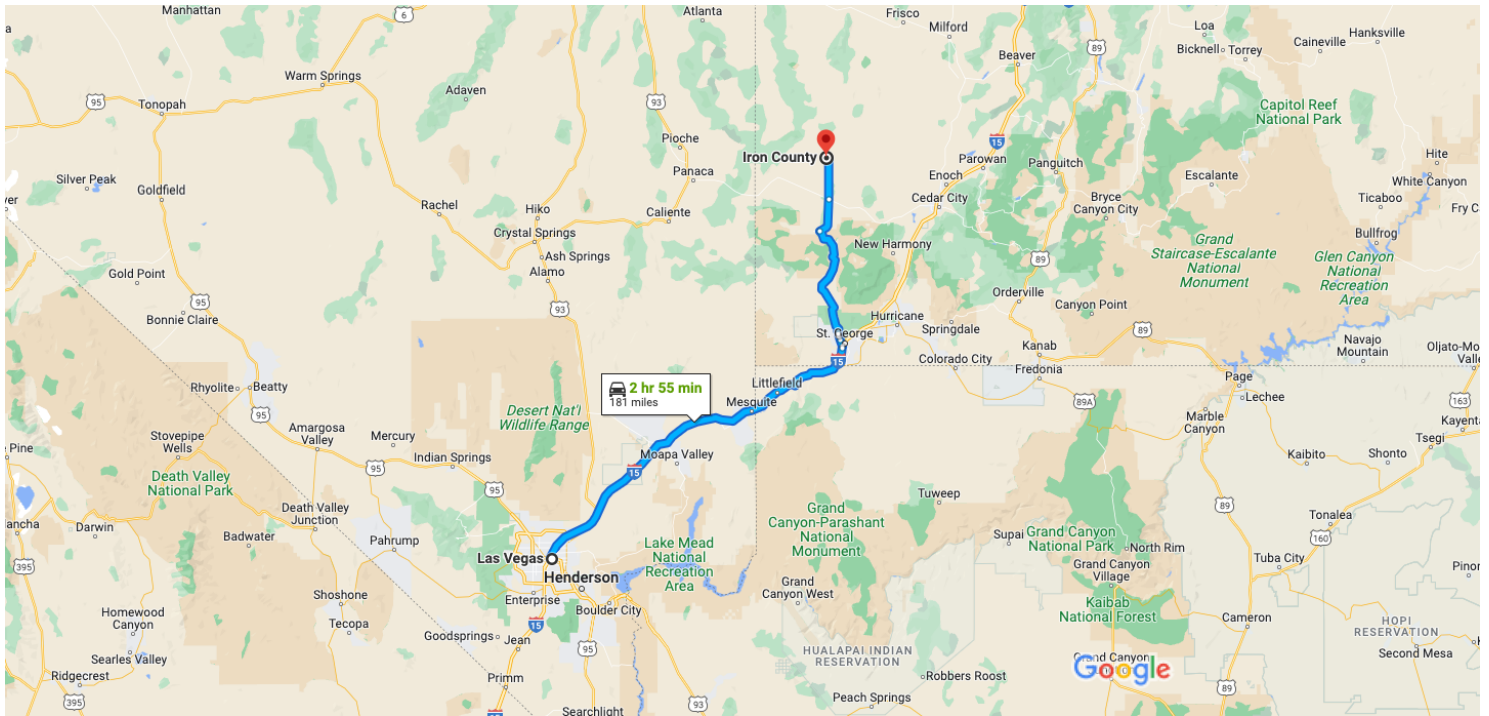 Manhattan
6
Atlanta
Frisco
Milford
Loa
Hanksville
Caineville
Bicknell
Torrey
89
Beaver
Warm Springs
Adaven
95
Tonopah
93
Capitol Reef
National Park
Pioche
15
Iron County
Parowan
Panguitch
Hite
Silver Peak
Goldfield
Panaca
Enoch
Escalante
White Canyon
Rachel
Hiko
Caliente
Cedar City
Bryce
Canyon City
Ticaboo
Fry C
Crystal Springs
New Harmony
Bullfrog
Ash Springs
Alamo
Grand
Staircase-Escalante
National
Monument
Glen Canyon
National
Recreation
Area
89
Gold Point
95
Bonnie Claire
93
Orderville
Canyon Point
Hurricane
Springdale
St. George
89
Navajo
Mountain
Oljato-Mo
Valle
Kanab
15
Colorado City
Fredonia
Page
Lechee
Rhyolite
Beatty
2 hr 55 min
181 miles
Littlefield
Mesquite
89A
163
95
Desert Nat'l
Wildlife Range
Marble
Canyon
Kayenta
Amargosa
Valley
Mercury
Stovepipe
Wells
Pine
Indian Springs
95
Moapa Valley
15
Tsegi
Kaibito
Shonto
Death Valley
National Park
95
Tuweep
89
Death Valley
Junction
Grand
Canyon-Parashant
National
Monument
Tonalea
ancha
Darwin
Badwater
Pahrump
Supai
Grand Canyon
National Park
North Rim
160
Las Vegas
Lake Mead
National
Recreation
Area
Tuba City
395
Henderson
Grand Canyon
Village
Pinon
Shoshone
Enterprise
Boulder City
Grand
Canyon West
Kaibab
National Forest
Homewood
Canyon
Tecopa
15
Cameron
Goodsprings
Jean
95
HOPI
RESERVATION
Searles Valley
HUALAPAI INDIAN
RESERVATION
Second Mesa
Ridgecrest
Grand Canyon
Google
Primm
Robbers Roost
89
395
93
Peach Springs
Searchlight